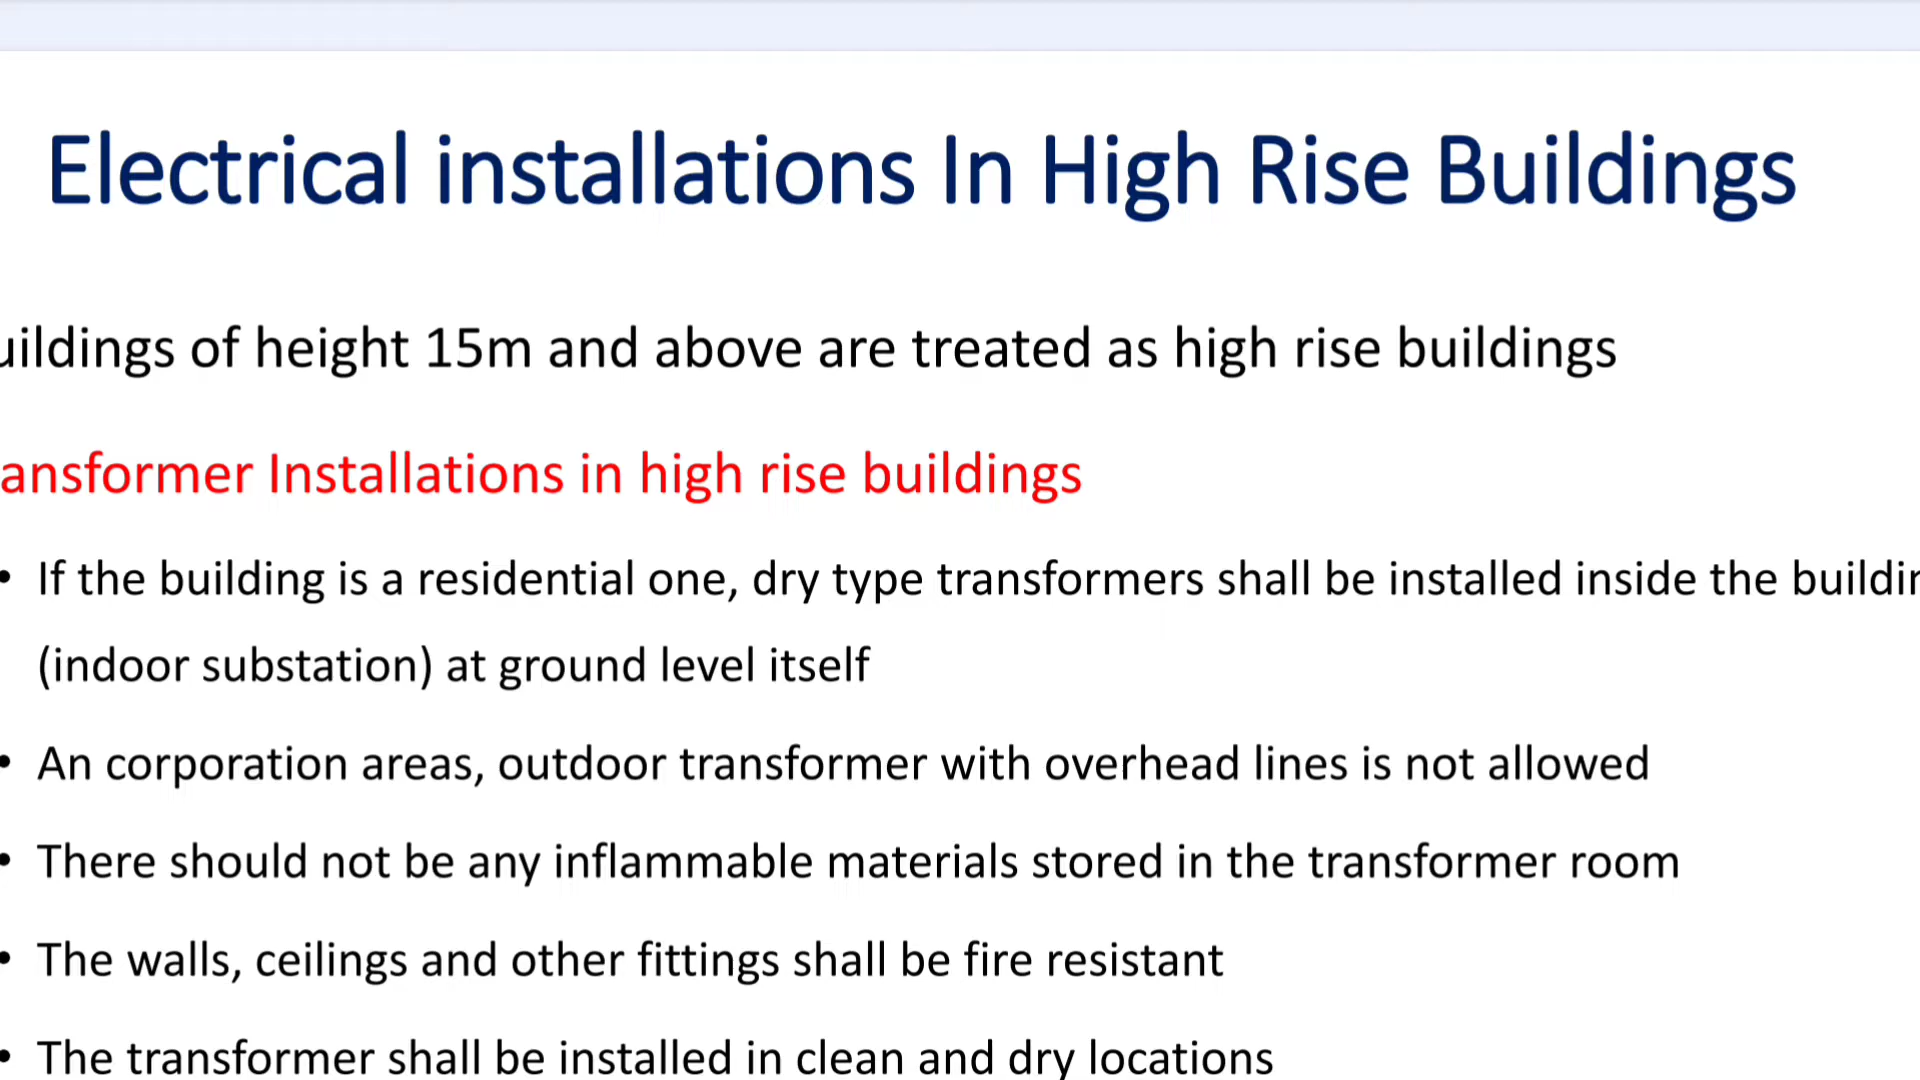 Electrical installations In High Rise Buildings
uildings of height 15m and above are treated as high rise buildings
ansformer Installations in high rise buildings
• If the building is a residential one, dry type transformers shall be installed inside the buildin
(indoor substation) at ground level itself
• An corporation areas, outdoor transformer with overhead lines is not allowed
• There should not be any inflammable materials stored in the transformer room
• The walls, ceilings and other fittings shall be fire resistant
• The transformer shall be installed in clean and dry locations